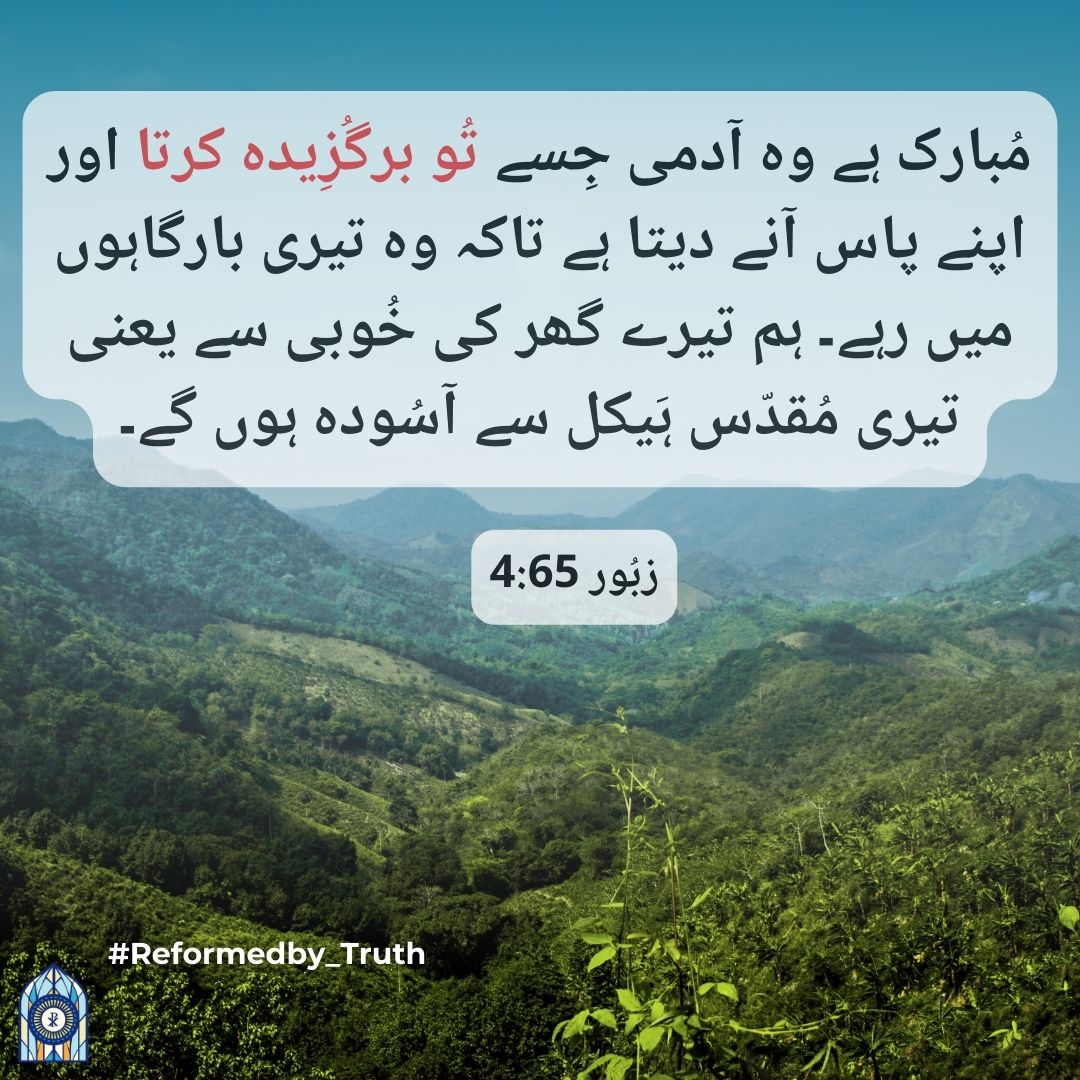 مُبارک ہے وہ آدمی جِسے تُو برگُزِیدہ کرتا اور
اپنے پاس آنے دیتا ہے تاکہ وہ تیری بارگاہوں
میں رہے۔ ہم تیرے گھر کی خُوبی سے یعنی
تیری مُقدّس ہَیکل سے آسُودہ ہوں گے۔
زبُور 4:65
#Reformedby_Truth